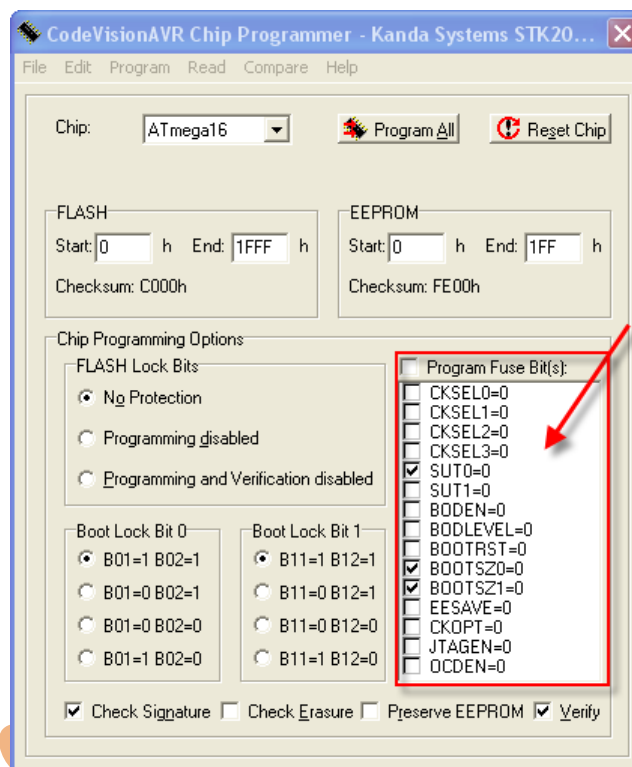 CodeVisionAVR Chip Programmer - Kanda Systems STK20...
File Edit Program Read Compare Help
Chip: ATmega16 Program All Reset Chip
FLASH
Start: 0 h End: 1FFF h
Checksum: C000h
EEPROM
Start: 0 h End: 1FF h
Checksum: FE00h
Chip Programming Options
FLASH Lock Bits
No Protection
Programming disabled
Programming and Verification disabled
Boot Lock Bit 0
B01=1 B02=1
B01=0 B02=1
B01=0 B02=0
B01=1 B02=0
Boot Lock Bit 1
B11=1 B12=1
B11=0 B12=1
B11=0 B12=0
B11=1 B12=0
Program Fuse Bit(s):
CKSEL0=0
CKSEL1=0
CKSEL2=0
CKSEL3=0
SUT0=0
SUT1=0
BODEN=0
BODLEVEL=0
BOOTRST=0
BOOTSZ0=0
BOOTSZ1=0
EESAVE=0
CKOPT=0
JTAGEN=0
OCDEN=0
Check Signature Check Erasure Preserve EEPROM Verify